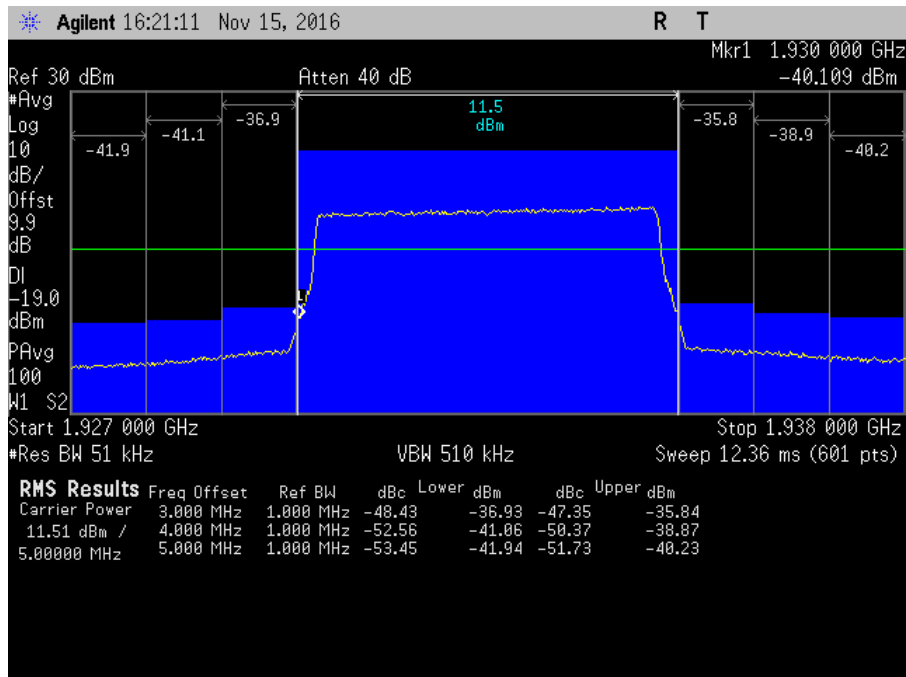 Agilent 16:21:11 Nov 15, 2016 R T
Mkr1 1.930 000 GHz
Ref 30 dBm Atten 40 dB -40.109 dBm
#Avg
Log
10
dB/
Offst
9.9
dB
DI
-19.0
dBm
PAvg
100
W1 S2
11.5
dBm
-41.9 -41.1 -36.9 -35.8 -38.9 -40.2
1
Start 1.927 000 GHz Stop 1.938 000 GHz
#Res BW 51 kHz VBW 510 kHz Sweep 12.36 ms (601 pts)
RMS Results Freq Offset Ref BW dBc Lower dBm dBc Upper dBm
Carrier Power 3.000 MHz 1.000 MHz -48.43 -36.93 -47.35 -35.84
11.51 dBm / 4.000 MHz 1.000 MHz -52.56 -41.06 -50.37 -38.87
5.00000 MHz 5.000 MHz 1.000 MHz -53.45 -41.94 -51.73 -40.23